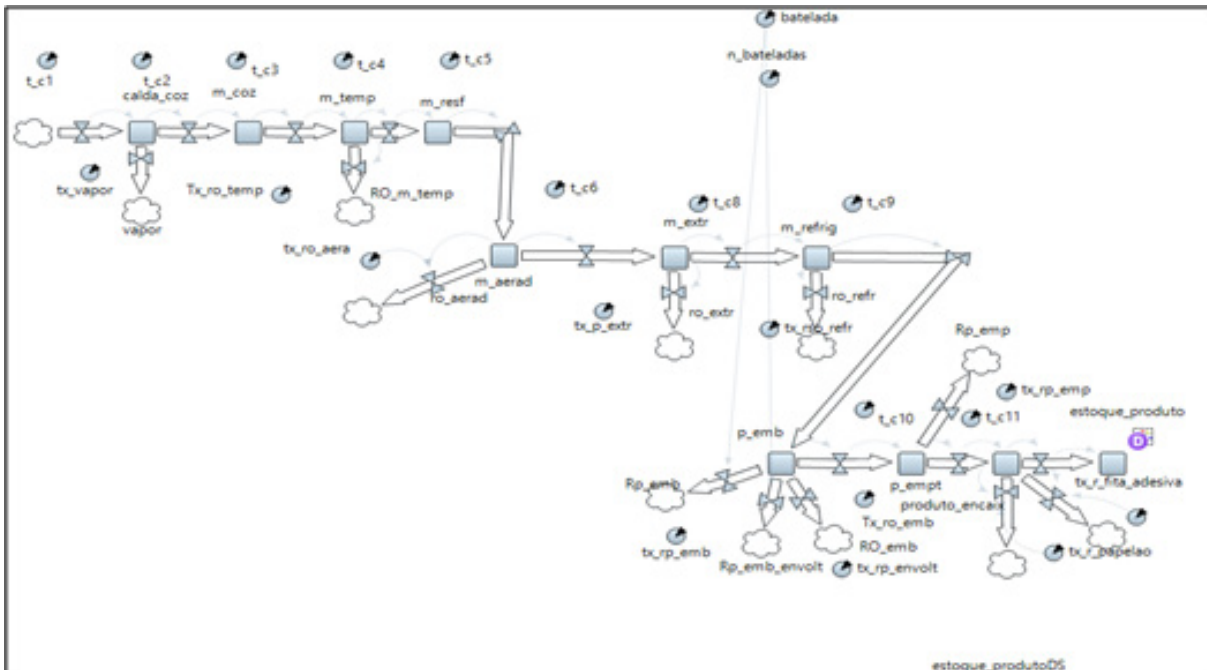 batelada
n_bateladas
t_c1
t_c2
t_c3
t_c4
t_c5
calda_coz
m_coz
m_temp
m_resf
tx_vapor
Tx_ro_temp
RO_m_temp
vapor
t_c6
t_c8
t_c9
m_extr
m_refrig
tx_ro_aera
m_aerad
ro_aerad
tx_p_extr
ro_extr
ro_refr
Rp_emp
tx_rp_emp
t_c10
t_c11
estoque_produto
p_emb
Rp_emb
p_empt
produto_encaix
tx_r_fita_adesiva
Tx_ro_emb
tx_rp_emb
RO_emb
Rp_emb_envolt
tx_rp_envolt
tx_r_papelao
D
estoque_produtoDS